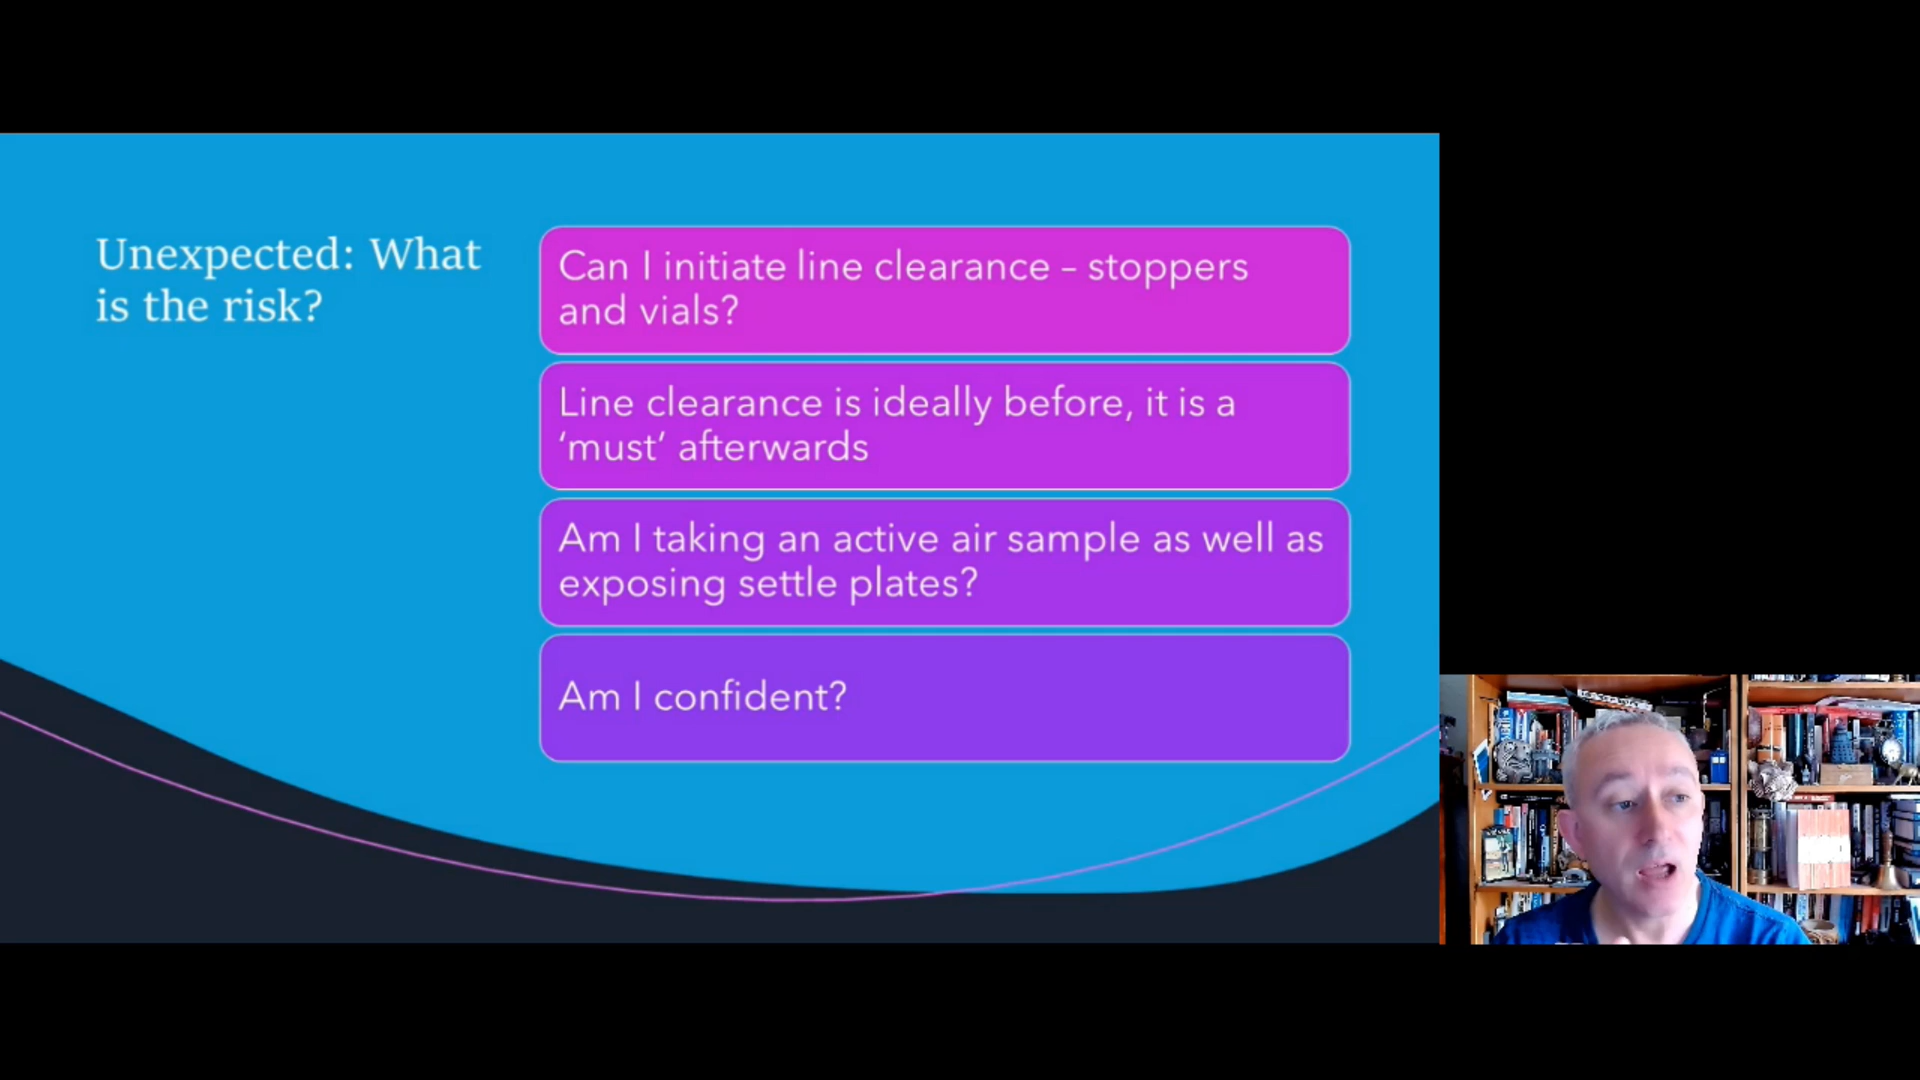 Unexpected: What
is the risk?
Can I initiate line clearance – stoppers
and vials?
Line clearance is ideally before, it is a
‘must’ afterwards
Am I taking an active air sample as well as
exposing settle plates?
Am I confident?